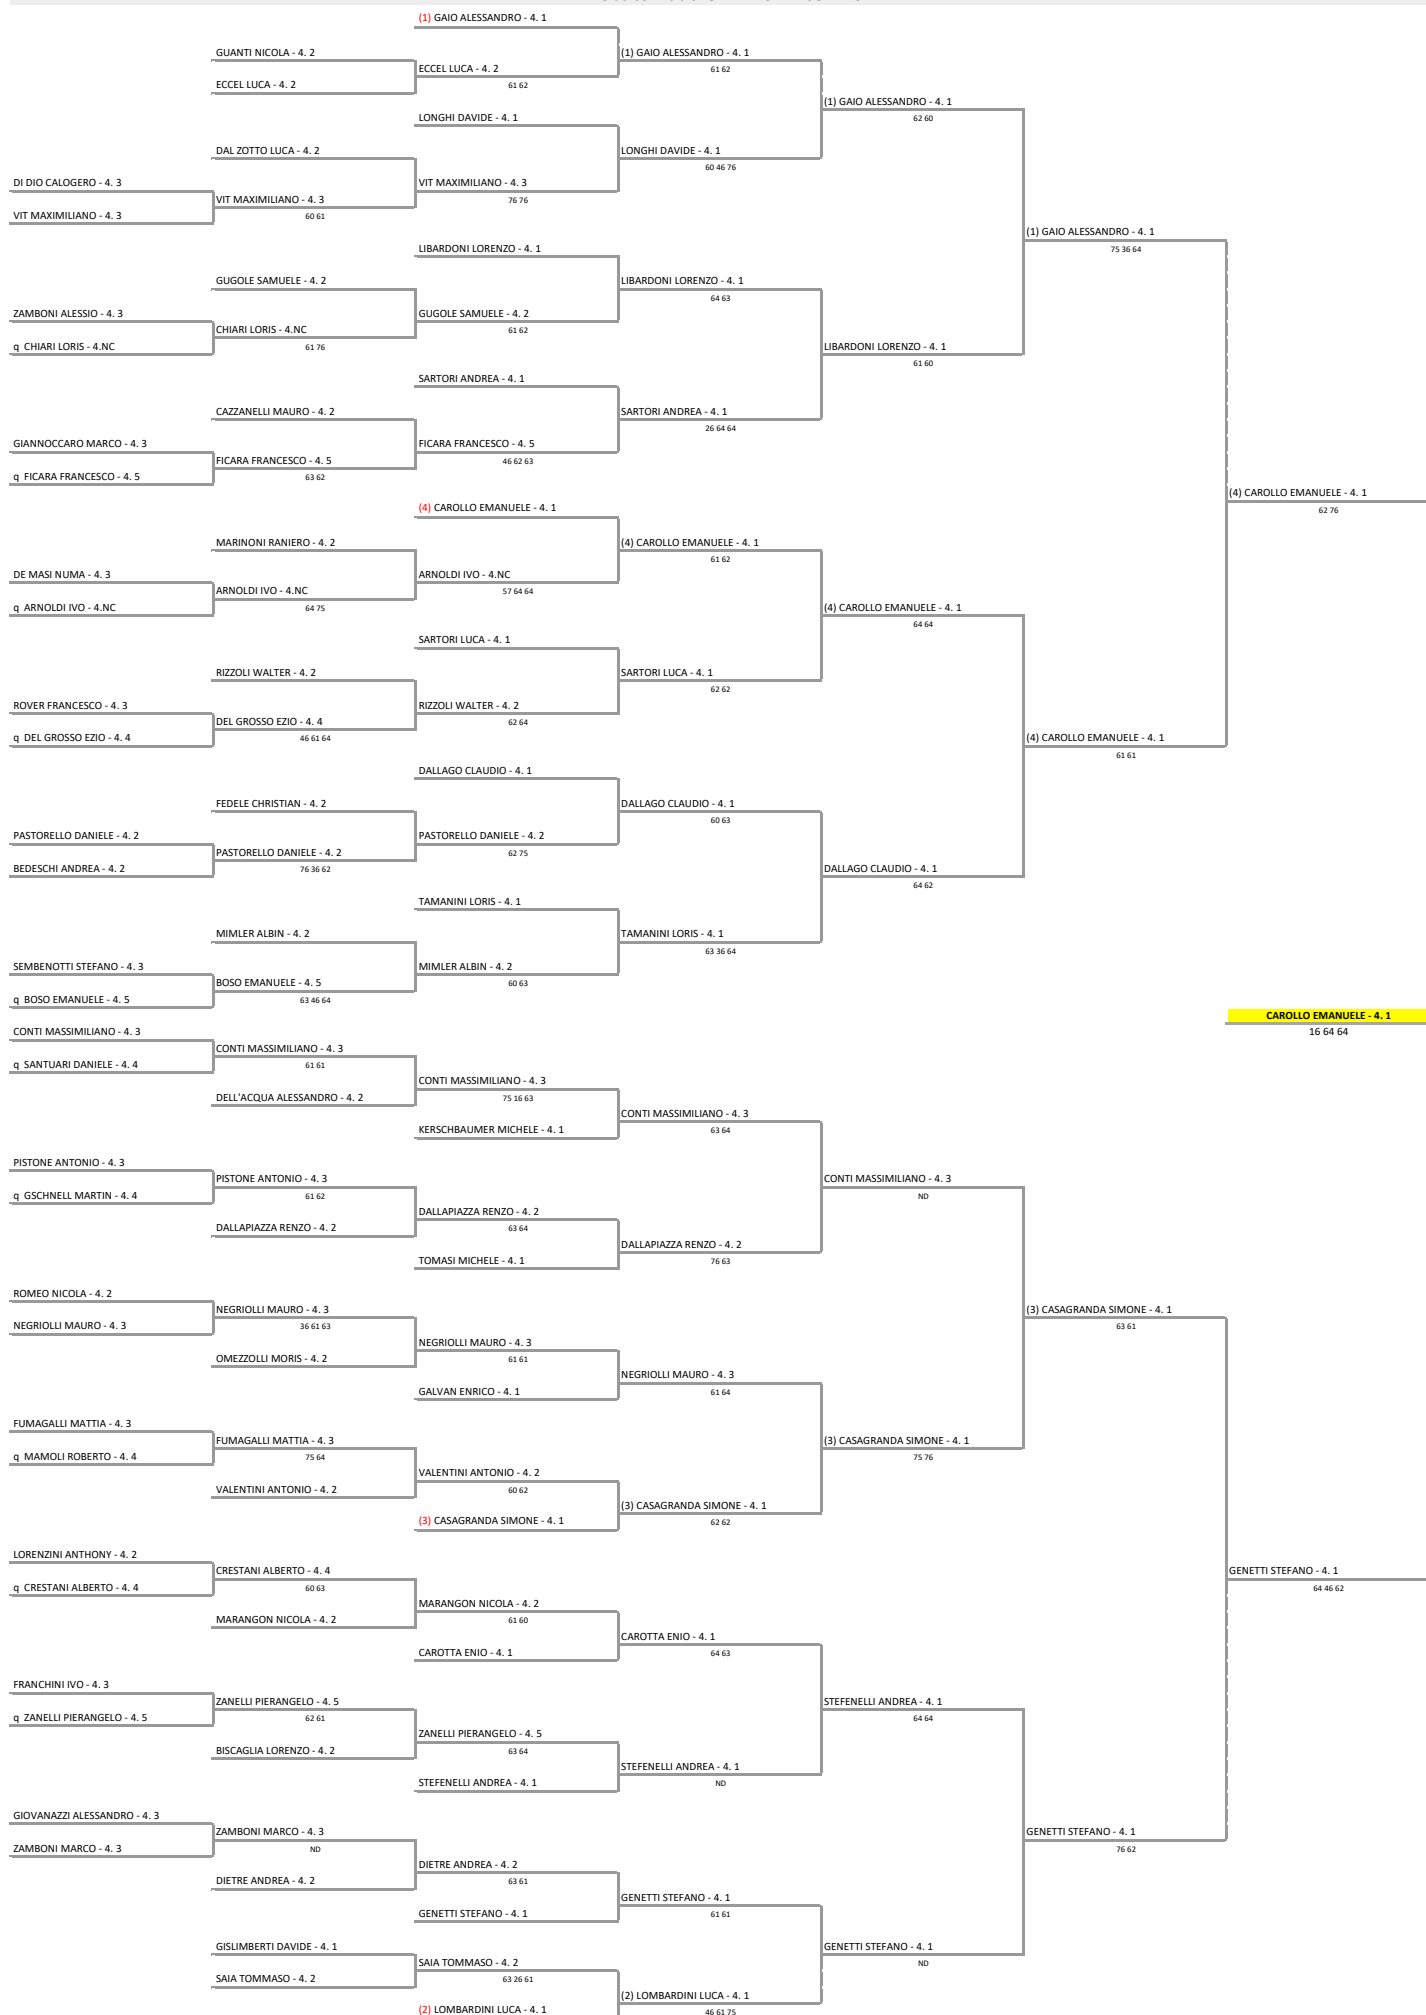 (1) GAIO ALESSANDRO - 4. 1
GUANTI NICOLA - 4. 2
(1) GAIO ALESSANDRO - 4. 1
ECCEL LUCA - 4. 2
61 62
ECCEL LUCA - 4. 2
61 62
(1) GAIO ALESSANDRO - 4. 1
LONGHI DAVIDE - 4. 1
62 60
DAL ZOTTO LUCA - 4. 2
LONGHI DAVIDE - 4. 1
60 46 76
DI DIO CALOGERO - 4. 3
VIT MAXIMILIANO - 4. 3
VIT MAXIMILIANO - 4. 3
76 76
VIT MAXIMILIANO - 4. 3
60 61
(1) GAIO ALESSANDRO - 4. 1
LIBARDONI LORENZO - 4. 1
75 36 64
GUGOLE SAMUELE - 4. 2
LIBARDONI LORENZO - 4. 1
64 63
ZAMBONI ALESSIO - 4. 3
GUGOLE SAMUELE - 4. 2
CHIARI LORIS - 4.NC
61 62
q CHIARI LORIS - 4.NC
61 76
LIBARDONI LORENZO - 4. 1
61 60
SARTORI ANDREA - 4. 1
CAZZANELLI MAURO - 4. 2
SARTORI ANDREA - 4. 1
26 64 64
GIANNOCCARO MARCO - 4. 3
FICARA FRANCESCO - 4. 5
FICARA FRANCESCO - 4. 5
46 62 63
q FICARA FRANCESCO - 4. 5
63 62
(4) CAROLLO EMANUELE - 4. 1
(4) CAROLLO EMANUELE - 4. 1
62 76
MARINONI RANIERO - 4. 2
(4) CAROLLO EMANUELE - 4. 1
61 62
DE MASI NUMA - 4. 3
ARNOLDI IVO - 4.NC
ARNOLDI IVO - 4.NC
57 64 64
q ARNOLDI IVO - 4.NC
64 75
(4) CAROLLO EMANUELE - 4. 1
64 64
SARTORI LUCA - 4. 1
RIZZOLI WALTER - 4. 2
SARTORI LUCA - 4. 1
62 62
ROVER FRANCESCO - 4. 3
RIZZOLI WALTER - 4. 2
DEL GROSSO EZIO - 4. 4
62 64
q DEL GROSSO EZIO - 4. 4
46 61 64
(4) CAROLLO EMANUELE - 4. 1
61 61
DALLAGO CLAUDIO - 4. 1
FEDELE CHRISTIAN - 4. 2
DALLAGO CLAUDIO - 4. 1
60 63
PASTORELLO DANIELE - 4. 2
PASTORELLO DANIELE - 4. 2
PASTORELLO DANIELE - 4. 2
62 75
BEDESCHI ANDREA - 4. 2
76 36 62
DALLAGO CLAUDIO - 4. 1
64 62
TAMANINI LORIS - 4. 1
MIMLER ALBIN - 4. 2
TAMANINI LORIS - 4. 1
63 36 64
SEMBENOTTI STEFANO - 4. 3
MIMLER ALBIN - 4. 2
BOSO EMANUELE - 4. 5
60 63
q BOSO EMANUELE - 4. 5
63 46 64
CAROLLO EMANUELE - 4. 1
16 64 64
CONTI MASSIMILIANO - 4. 3
CONTI MASSIMILIANO - 4. 3
q SANTUARI DANIELE - 4. 4
61 61
CONTI MASSIMILIANO - 4. 3
DELL'ACQUA ALESSANDRO - 4. 2
75 16 63
CONTI MASSIMILIANO - 4. 3
KERSCHBAUMER MICHELE - 4. 1
63 64
PISTONE ANTONIO - 4. 3
PISTONE ANTONIO - 4. 3
CONTI MASSIMILIANO - 4. 3
q GSCHNELL MARTIN - 4. 4
61 62
ND
DALLAPIAZZA RENZO - 4. 2
DALLAPIAZZA RENZO - 4. 2
63 64
DALLAPIAZZA RENZO - 4. 2
TOMASI MICHELE - 4. 1
76 63
ROMEO NICOLA - 4. 2
NEGRIOLLI MAURO - 4. 3
(3) CASAGRANDA SIMONE - 4. 1
NEGRIOLLI MAURO - 4. 3
36 61 63
63 61
NEGRIOLLI MAURO - 4. 3
OMEZZOLLI MORIS - 4. 2
61 61
NEGRIOLLI MAURO - 4. 3
GALVAN ENRICO - 4. 1
61 64
FUMAGALLI MATTIA - 4. 3
FUMAGALLI MATTIA - 4. 3
(3) CASAGRANDA SIMONE - 4. 1
q MAMOLI ROBERTO - 4. 4
75 64
75 76
VALENTINI ANTONIO - 4. 2
VALENTINI ANTONIO - 4. 2
60 62
(3) CASAGRANDA SIMONE - 4. 1
(3) CASAGRANDA SIMONE - 4. 1
62 62
LORENZINI ANTHONY - 4. 2
CRESTANI ALBERTO - 4. 4
GENETTI STEFANO - 4. 1
q CRESTANI ALBERTO - 4. 4
60 63
64 46 62
MARANGON NICOLA - 4. 2
MARANGON NICOLA - 4. 2
61 60
CAROTTA ENIO - 4. 1
CAROTTA ENIO - 4. 1
64 63
FRANCHINI IVO - 4. 3
ZANELLI PIERANGELO - 4. 5
STEFENELLI ANDREA - 4. 1
q ZANELLI PIERANGELO - 4. 5
62 61
64 64
ZANELLI PIERANGELO - 4. 5
BISCAGLIA LORENZO - 4. 2
63 64
STEFENELLI ANDREA - 4. 1
STEFENELLI ANDREA - 4. 1
ND
GIOVANAZZI ALESSANDRO - 4. 3
ZAMBONI MARCO - 4. 3
GENETTI STEFANO - 4. 1
ZAMBONI MARCO - 4. 3
ND
76 62
DIETRE ANDREA - 4. 2
DIETRE ANDREA - 4. 2
63 61
GENETTI STEFANO - 4. 1
GENETTI STEFANO - 4. 1
61 61
GISLIMBERTI DAVIDE - 4. 1
GENETTI STEFANO - 4. 1
SAIA TOMMASO - 4. 2
ND
SAIA TOMMASO - 4. 2
63 26 61
(2) LOMBARDINI LUCA - 4. 1
(2) LOMBARDINI LUCA - 4. 1
46 61 75